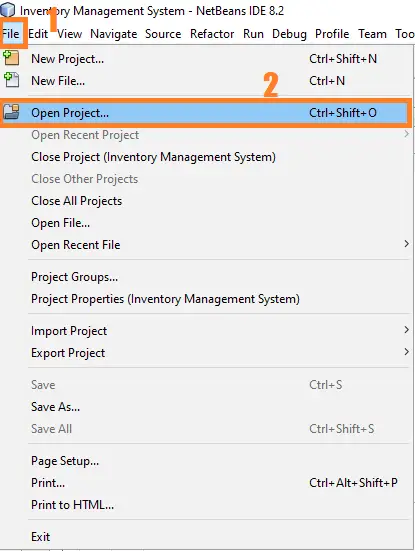 Inventory Management System - NetBeans IDE 8.2
1
File Edit View Navigate Source Refactor Run Debug Profile Team Too
New Project... Ctrl+Shift+N
New File... Ctrl+N
2
Open Project... Ctrl+Shift+O
Open Recent Project
Close Project (Inventory Management System)
Close Other Projects
Close All Projects
Open File...
Open Recent File
Project Groups...
Project Properties (Inventory Management System)
Import Project
Export Project
Save Ctrl+S
Save As...
Save All Ctrl+Shift+S
Page Setup...
Print... Ctrl+Alt+Shift+P
Print to HTML...
Exit